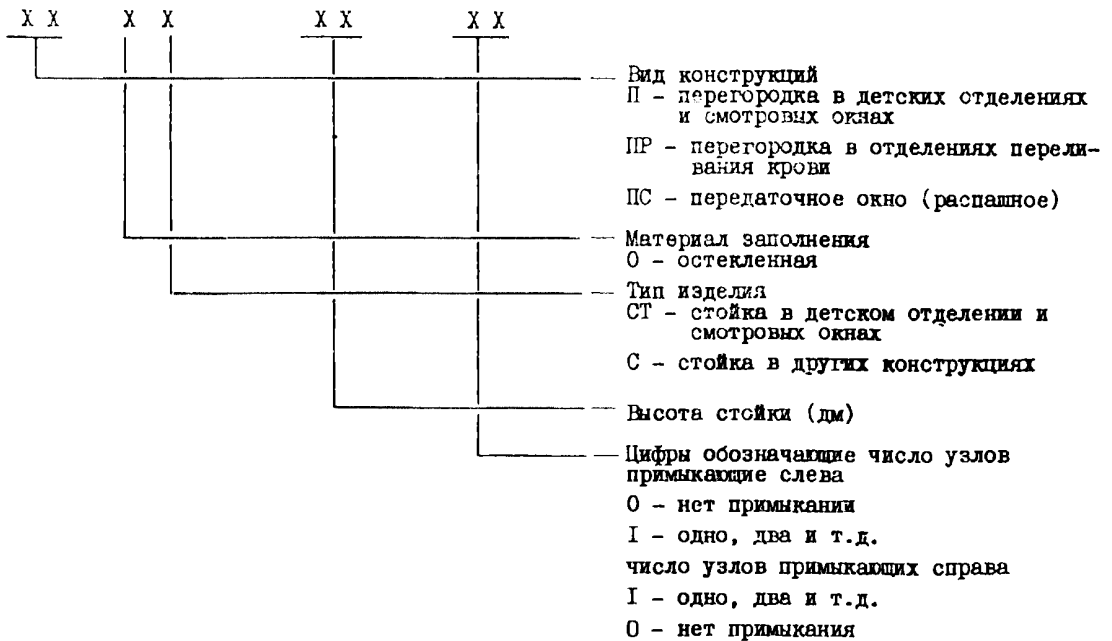 Х Х Х Х Х Х Х Х
Вид конструкций
П - перегородка в детских отделениях
и смотровых окнах
ПР - перегородка в отделениях перели-
вания крови
ПС - передаточное окно (распашное)
Материал заполнения
О - остекленная
Тип изделия
СТ - стойка в детском отделении и
смотровых окнах
С - стойка в других конструкциях
Высота стойки (дм)
Цифры обозначающие число узлов
примыкающие слева
О - нет примыкании
I - одно, два и т.д.
число узлов примыкающих справа
I - одно, два и т.д.
О - нет примыкания